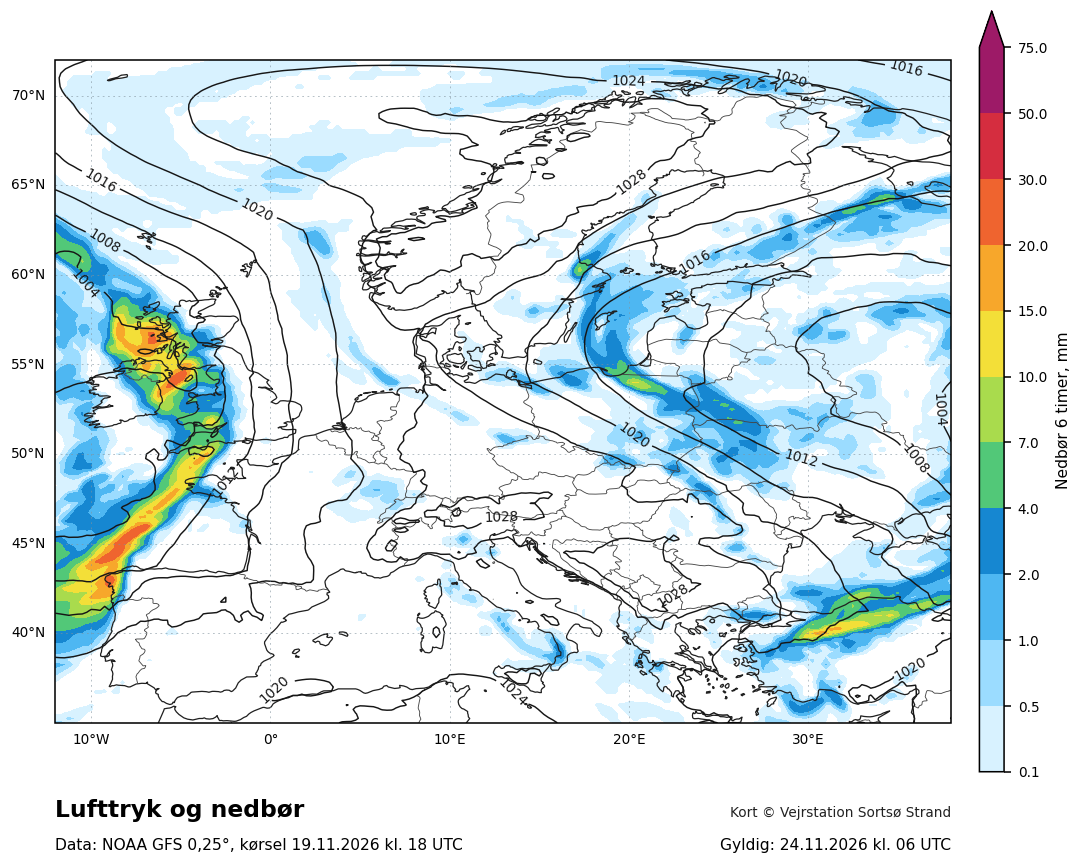 75.0
50.0
30.0
20.0
15.0
10.0
7.0
4.0
2.0
1.0
0.5
0.1
Nedbør 6 timer, mm
70°N
65°N
60°N
55°N
50°N
45°N
40°N
10°W
0°
10°E
20°E
30°E
1016
1020
1024
1016
1020
1028
1008
1004
1016
1004
1020
1012
1008
1012
1028
1028
1020
1020
1024
Lufttryk og nedbør
Kort © Vejrstation Sortsø Strand
Data: NOAA GFS 0,25°, kørsel 19.11.2026 kl. 18 UTC
Gyldig: 24.11.2026 kl. 06 UTC